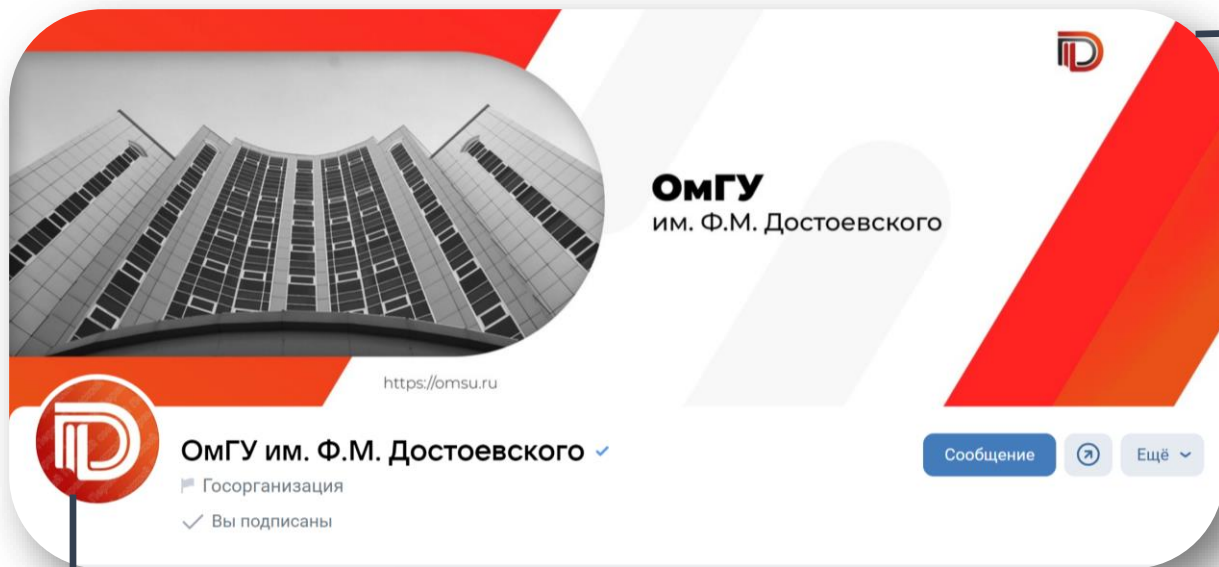 ОмГУ
им. Ф.М. Достоевского
https://omsu.ru
ОмГУ им. Ф.М. Достоевского
Госорганизация
Вы подписаны
Сообщение
Ещё